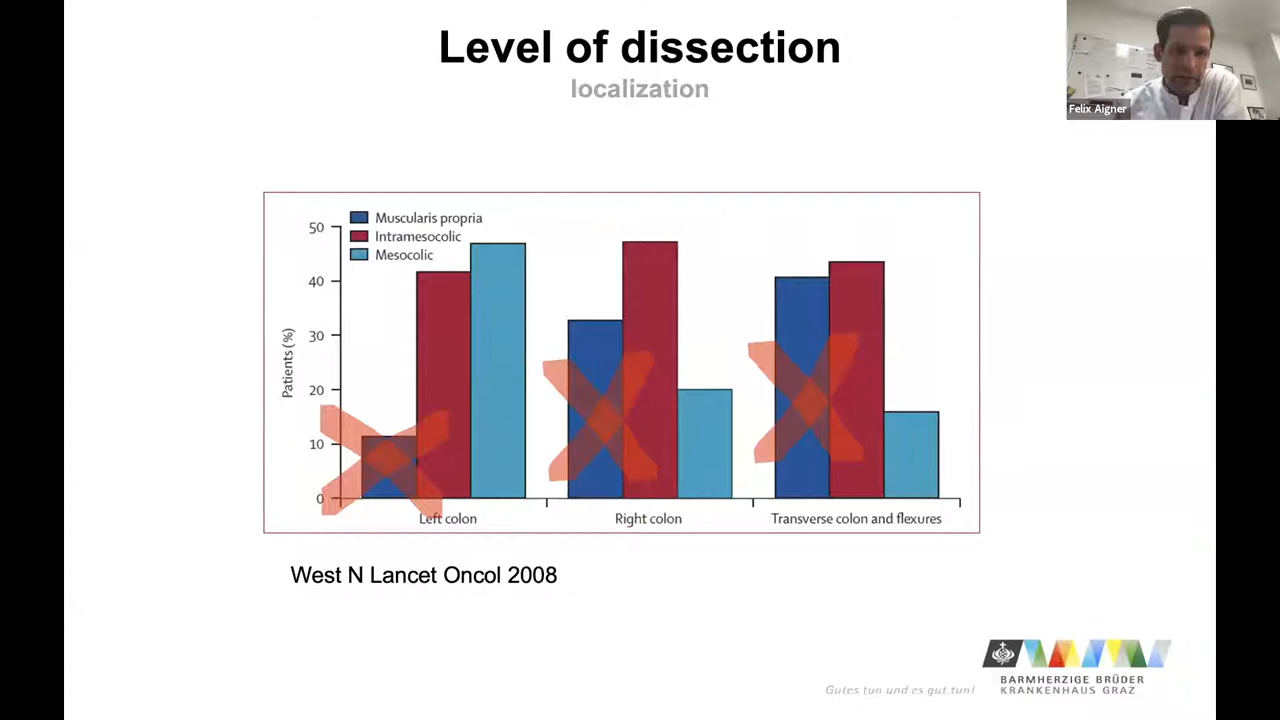 Level of dissection
localization
Felix Aigner
Muscularis propria
Intramesocolic
Mesocolic
50
40
30
20
10
0
Patients (%)
Left colon
Right colon
Transverse colon and flexures
West N Lancet Oncol 2008
Gutes tun und es gut tun!
BARMHERZIGE BRÜDER
KRANKENHAUS GRAZ